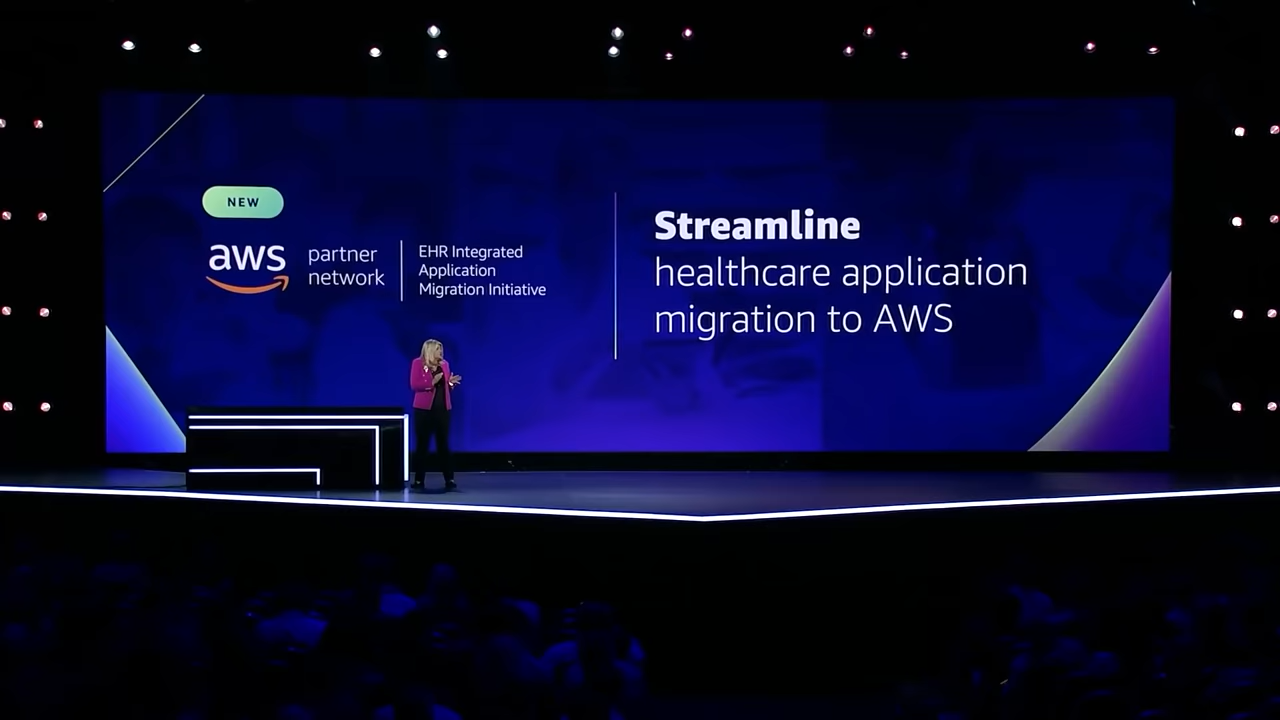 NEW
aws
partner
network
EHR Integrated
Application
Migration Initiative
Streamline
healthcare application
migration to AWS